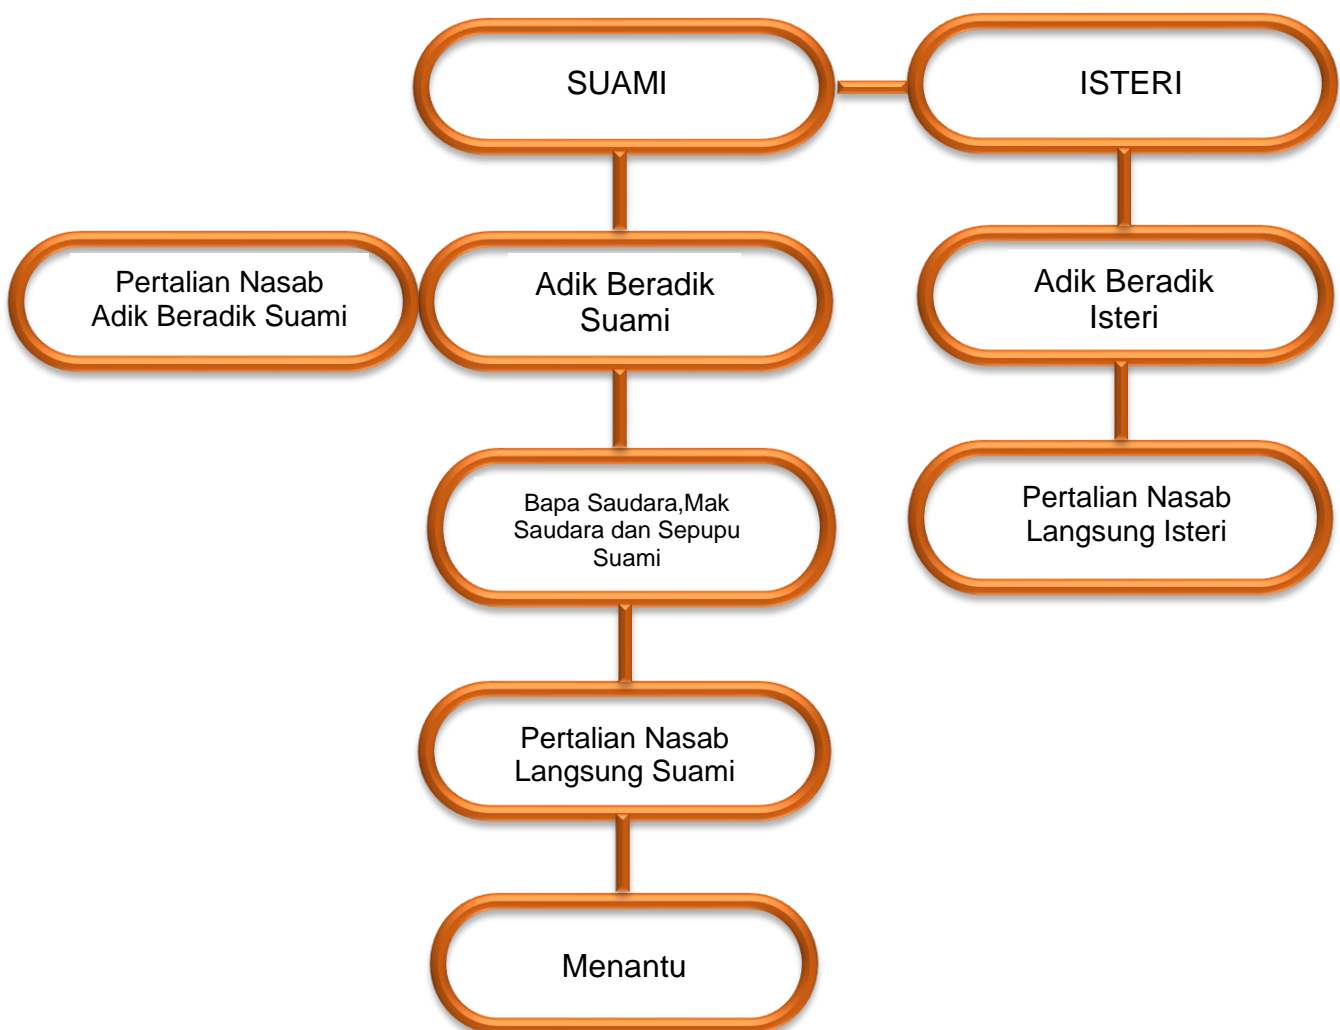 SUAMI
ISTERI
Pertalian Nasab
Adik Beradik Suami
Adik Beradik
Suami
Adik Beradik
Isteri
Bapa Saudara,Mak
Saudara dan Sepupu
Suami
Pertalian Nasab
Langsung Isteri
Pertalian Nasab
Langsung Suami
Menantu